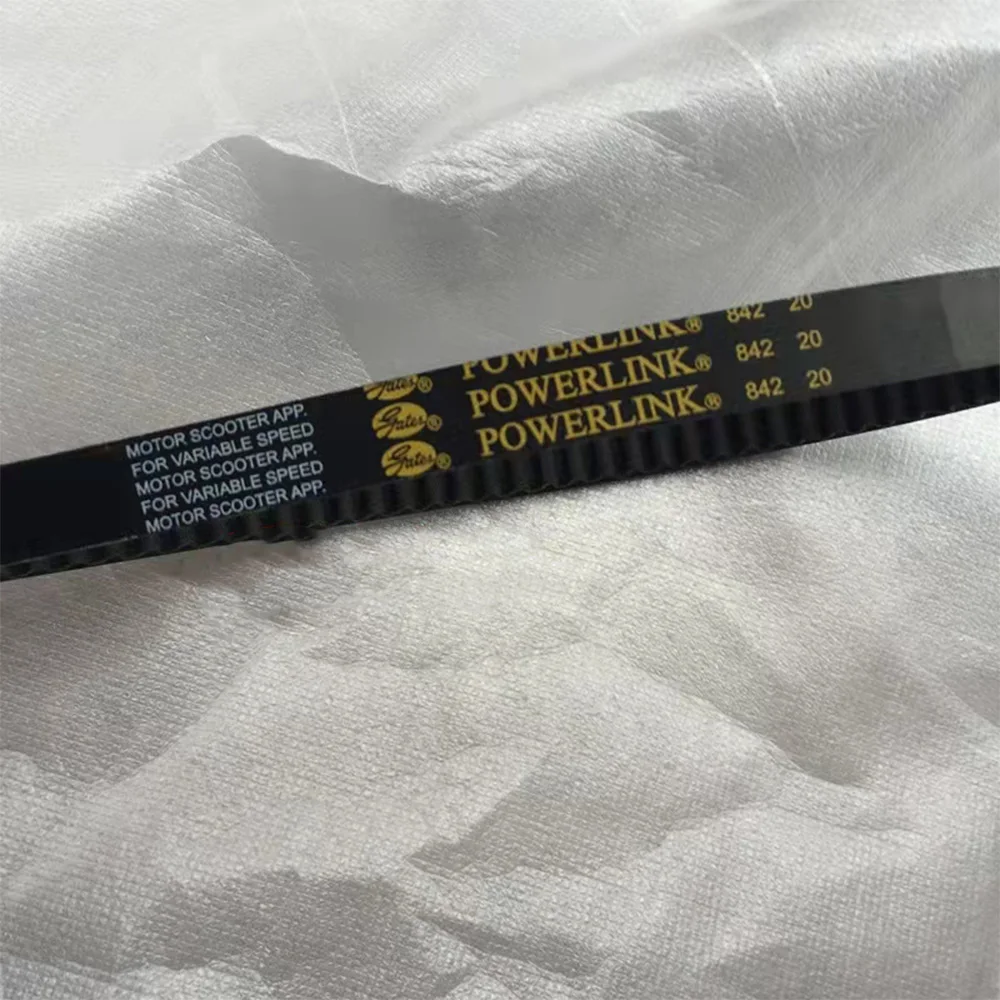 MOTOR SCOOTER APP.
FOR VARIABLE SPEED
MOTOR SCOOTER APP.
FOR VARIABLE SPEED
MOTOR SCOOTER APP.
Gates® POWERLINK® 842 20
Gates® POWERLINK® 842 20
Gates® POWERLINK® 842 20